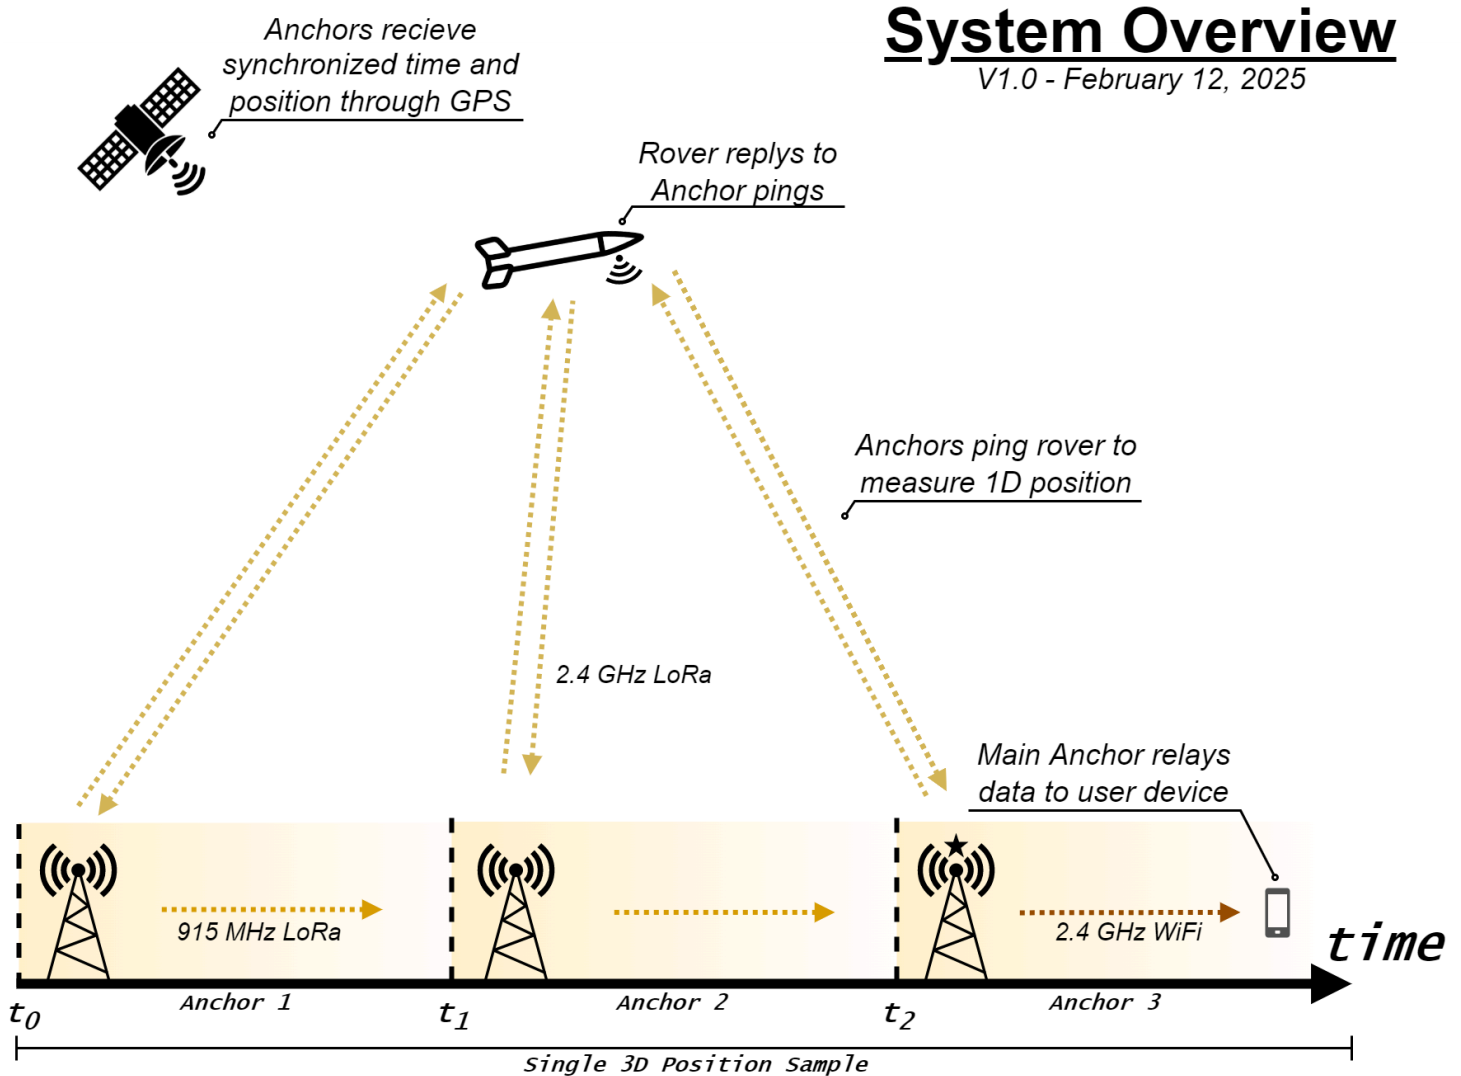 System Overview
V1.0 - February 12, 2025
Anchors recieve
synchronized time and
position through GPS
Rover replys to
Anchor pings
Anchors ping rover to
measure 1D position
2.4 GHz LoRa
Main Anchor relays
data to user device
915 MHz LoRa
2.4 GHz WiFi
time
t0
Anchor 1
t1
Anchor 2
t2
Anchor 3
Single 3D Position Sample